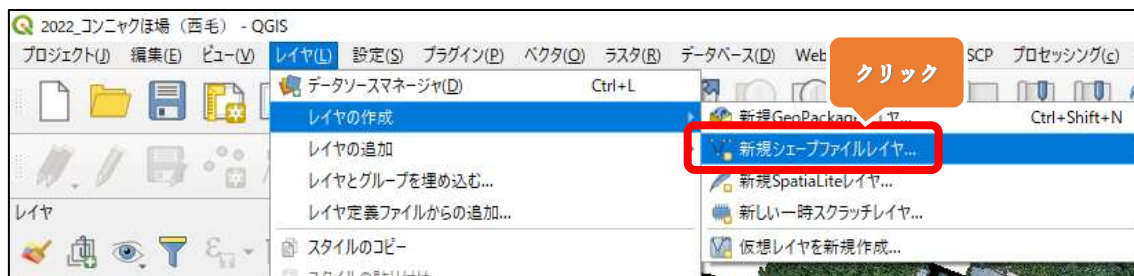 2022_コンニャクほ場（西毛） - QGIS
プロジェクト(J) 編集(E) ビュー(V) レイヤ(L) 設定(S) プラグイン(P) ベクタ(O) ラスタ(R) データベース(D) Web SCP プロセッシング(c)
クリック
データソースマネージャ(D) Ctrl+L
レイヤの作成
新規GeoPackageレイヤ... Ctrl+Shift+N
レイヤの追加
新規シェープファイルレイヤ...
レイヤとグループを埋め込む...
新規SpatiaLiteレイヤ...
レイヤ
レイヤ定義ファイルからの追加...
新しい一時スクラッチレイヤ...
スタイルのコピー
仮想レイヤを新規作成...